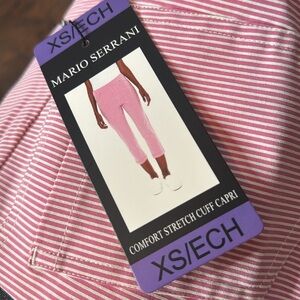 XS/ECH
MARIO SERRANI
COMFORT STRETCH CUFF CAPRI
XS/ECH